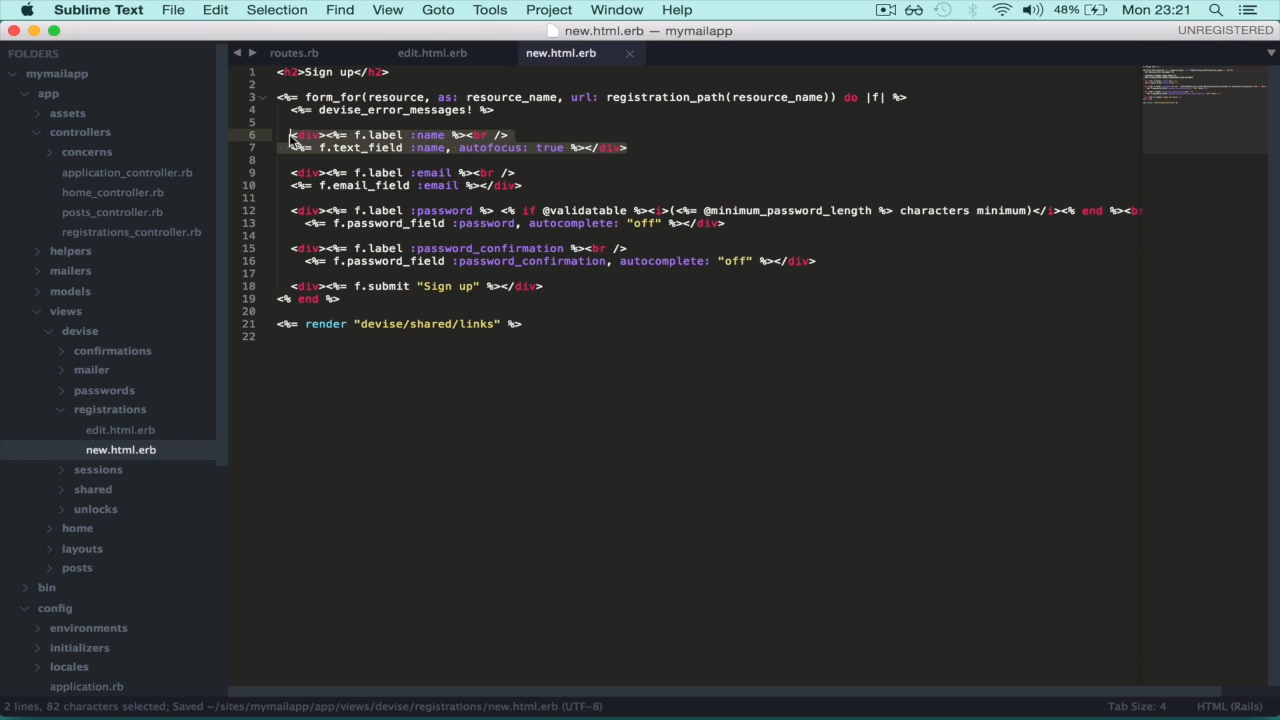 Sublime Text File Edit Selection Find View Goto Tools Project Window Help 48% Mon 23:21
new.html.erb — mymailapp UNREGISTERED
FOLDERS
mymailapp
app
assets
controllers
concerns
application_controller.rb
home_controller.rb
posts_controller.rb
registrations_controller.rb
helpers
mailers
models
views
devise
confirmations
mailer
passwords
registrations
edit.html.erb
new.html.erb
sessions
shared
unlocks
home
layouts
posts
bin
config
environments
initializers
locales
application.rb
routes.rb edit.html.erb new.html.erb
1 <h2>Sign up</h2>
2
3 <%= form_for(resource, as: resource_name, url: registration_path(resource_name)) do |f| %>
4 <%= devise_error_messages! %>
5
6 <div><%= f.label :name %><br />
7 <%= f.text_field :name, autofocus: true %></div>
8
9 <div><%= f.label :email %><br />
10 <%= f.email_field :email %></div>
11
12 <div><%= f.label :password %> <% if @validatable %><i>(<%= @minimum_password_length %> characters minimum)</i><% end %><br
13 <%= f.password_field :password, autocomplete: "off" %></div>
14
15 <div><%= f.label :password_confirmation %><br />
16 <%= f.password_field :password_confirmation, autocomplete: "off" %></div>
17
18 <div><%= f.submit "Sign up" %></div>
19 <% end %>
20
21 <%= render "devise/shared/links" %>
22
2 lines, 82 characters selected; Saved ~/sites/mymailapp/app/views/devise/registrations/new.html.erb (UTF-8) Tab Size: 4 HTML (Rails)